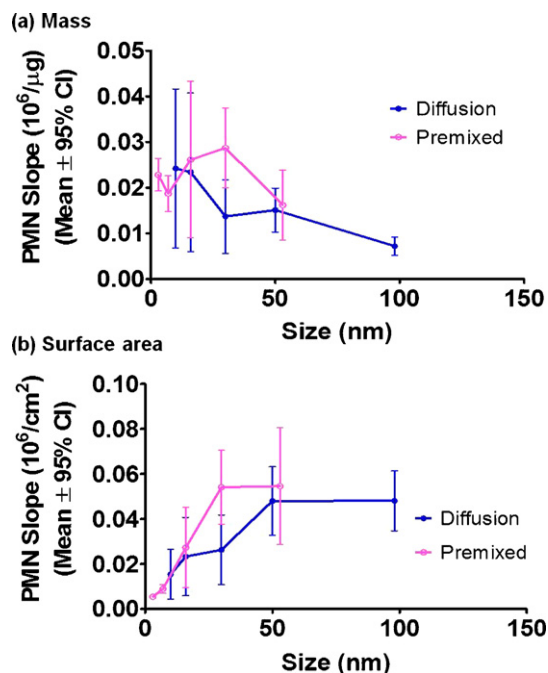 (a) Mass
PMN Slope (10⁶/µg)
(Mean ± 95% CI)
0.05
0.04
0.03
0.02
0.01
0.00
Diffusion
Premixed
0
50
100
150
Size (nm)
(b) Surface area
PMN Slope (10⁶/cm²)
(Mean ± 95% CI)
0.10
0.08
0.06
0.04
0.02
0.00
Diffusion
Premixed
0
50
100
150
Size (nm)